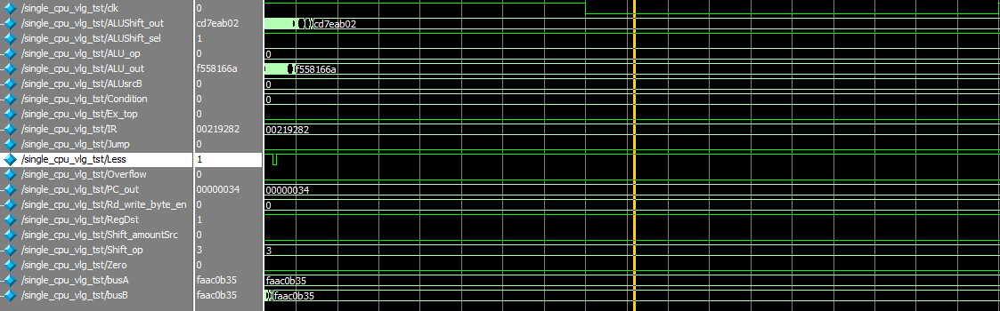 /single_cpu_vlg_tst/clk 0
/single_cpu_vlg_tst/ALUShift_out cd7eab02 cd7eab02
/single_cpu_vlg_tst/ALUShift_sel 1
/single_cpu_vlg_tst/ALU_op 0 0
/single_cpu_vlg_tst/ALU_out f558166a f558166a
/single_cpu_vlg_tst/ALUsrcB 0 0
/single_cpu_vlg_tst/Condition 0 0
/single_cpu_vlg_tst/Ex_top 0
/single_cpu_vlg_tst/IR 00219282 00219282
/single_cpu_vlg_tst/Jump 0
/single_cpu_vlg_tst/Less 1
/single_cpu_vlg_tst/Overflow 0
/single_cpu_vlg_tst/PC_out 00000034 00000034
/single_cpu_vlg_tst/Rd_write_byte_en 0 0
/single_cpu_vlg_tst/RegDst 1
/single_cpu_vlg_tst/Shift_amountSrc 0
/single_cpu_vlg_tst/Shift_op 3 3
/single_cpu_vlg_tst/Zero 0
/single_cpu_vlg_tst/busA faac0b35 faac0b35
/single_cpu_vlg_tst/busB faac0b35 faac0b35